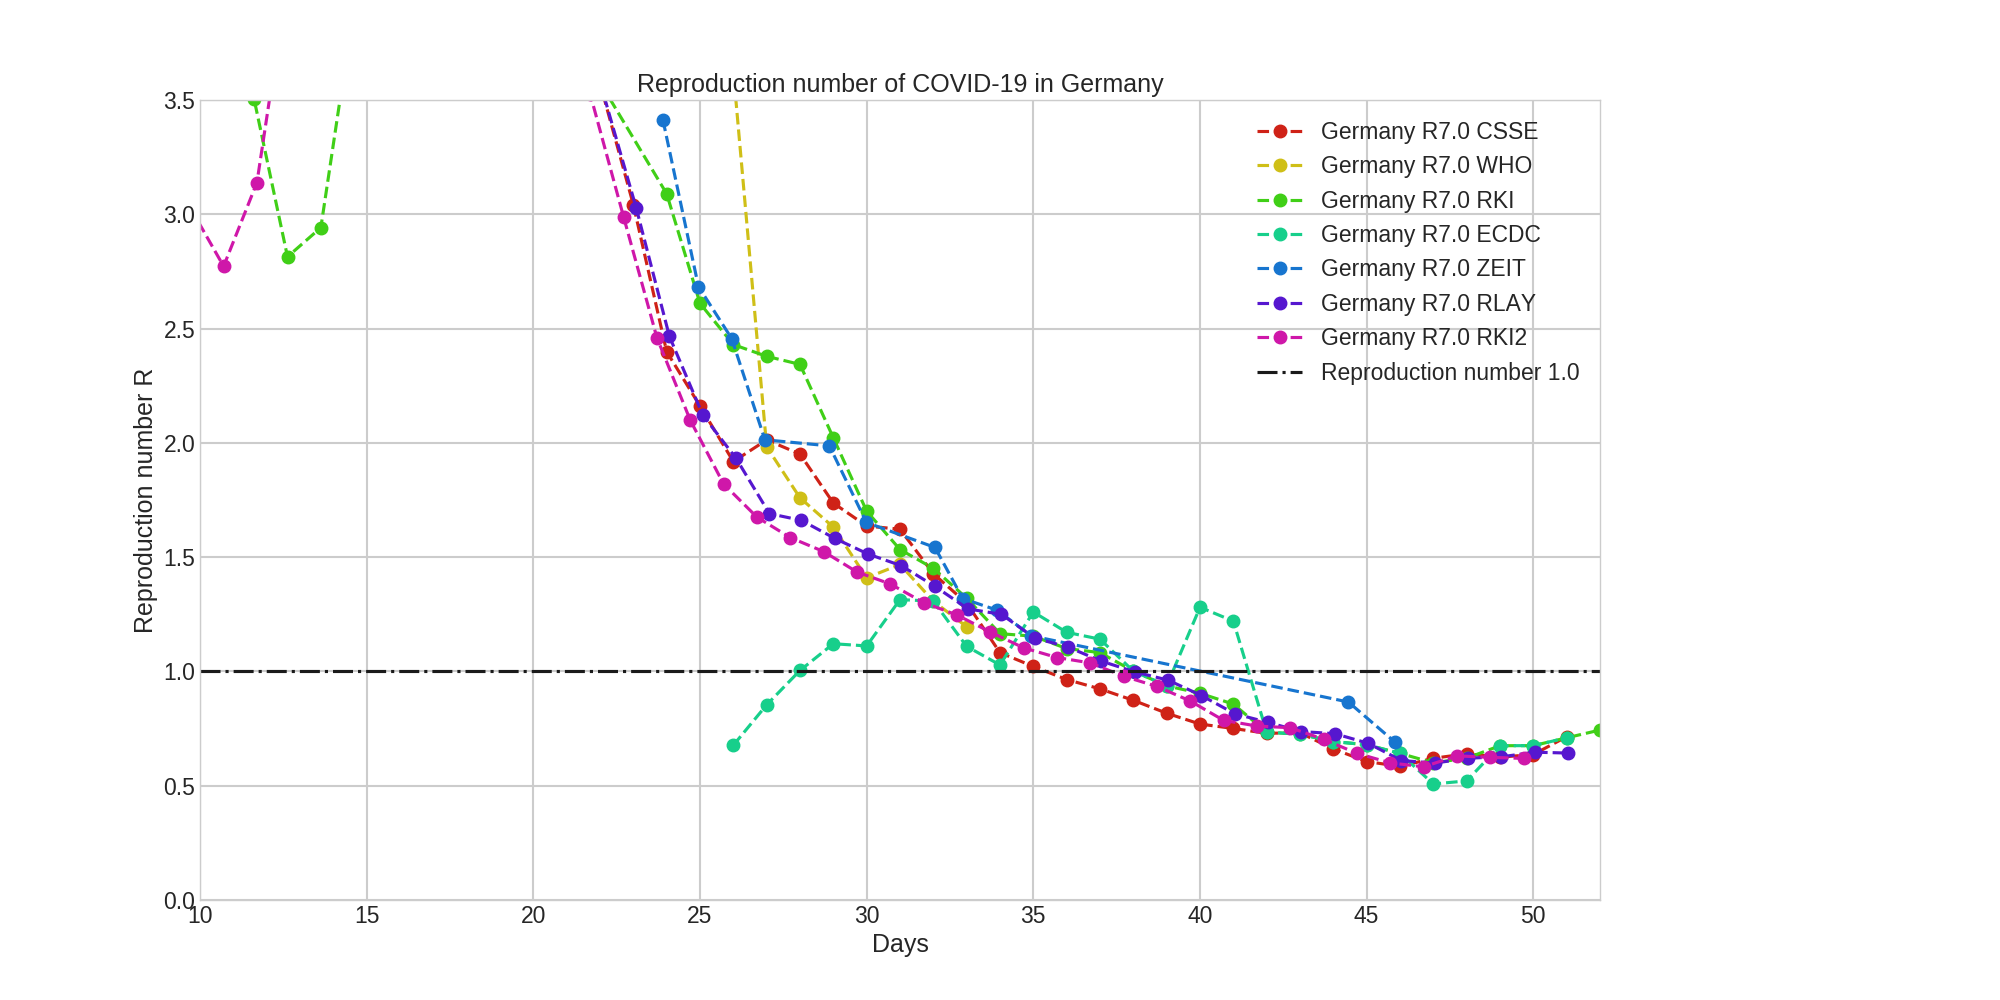 Reproduction number of COVID-19 in Germany
Reproduction number R
3.5
3.0
2.5
2.0
1.5
1.0
0.5
0.0
Germany R7.0 CSSE
Germany R7.0 WHO
Germany R7.0 RKI
Germany R7.0 ECDC
Germany R7.0 ZEIT
Germany R7.0 RLAY
Germany R7.0 RKI2
Reproduction number 1.0
10 15 20 25 30 35 40 45 50
Days